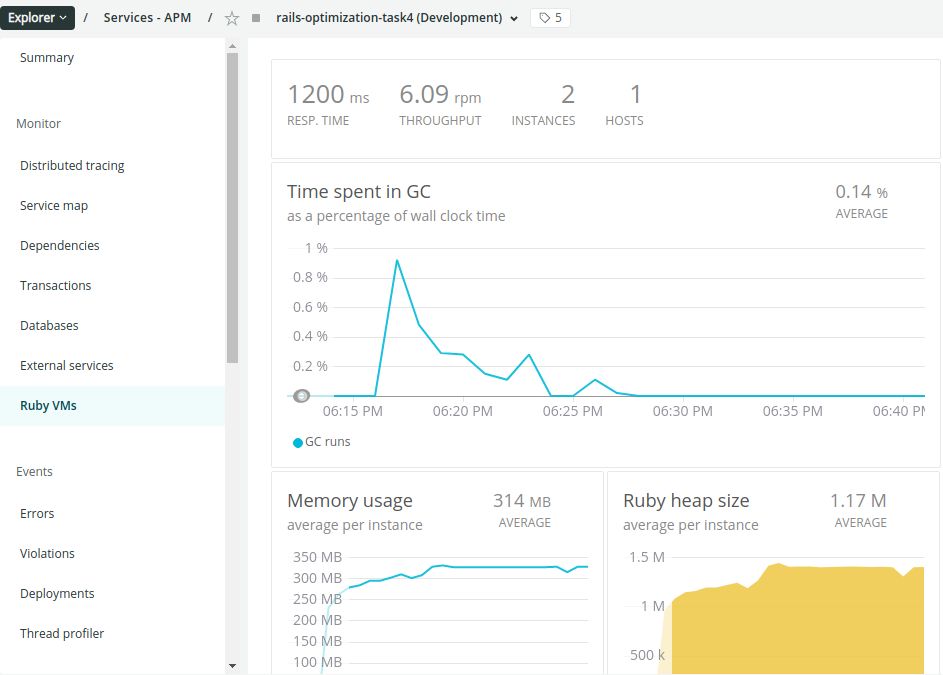 Explorer / Services - APM / rails-optimization-task4 (Development) 5
Summary
Monitor
Distributed tracing
Service map
Dependencies
Transactions
Databases
External services
Ruby VMs
Events
Errors
Violations
Deployments
Thread profiler
1200 ms 6.09 rpm 2 1
RESP. TIME THROUGHPUT INSTANCES HOSTS
Time spent in GC 0.14 %
as a percentage of wall clock time AVERAGE
1 %
0.8 %
0.6 %
0.4 %
0.2 %
06:15 PM 06:20 PM 06:25 PM 06:30 PM 06:35 PM 06:40 PM
GC runs
Memory usage 314 MB
average per instance AVERAGE
350 MB
300 MB
250 MB
200 MB
150 MB
100 MB
Ruby heap size 1.17 M
average per instance AVERAGE
1.5 M
1 M
500 k